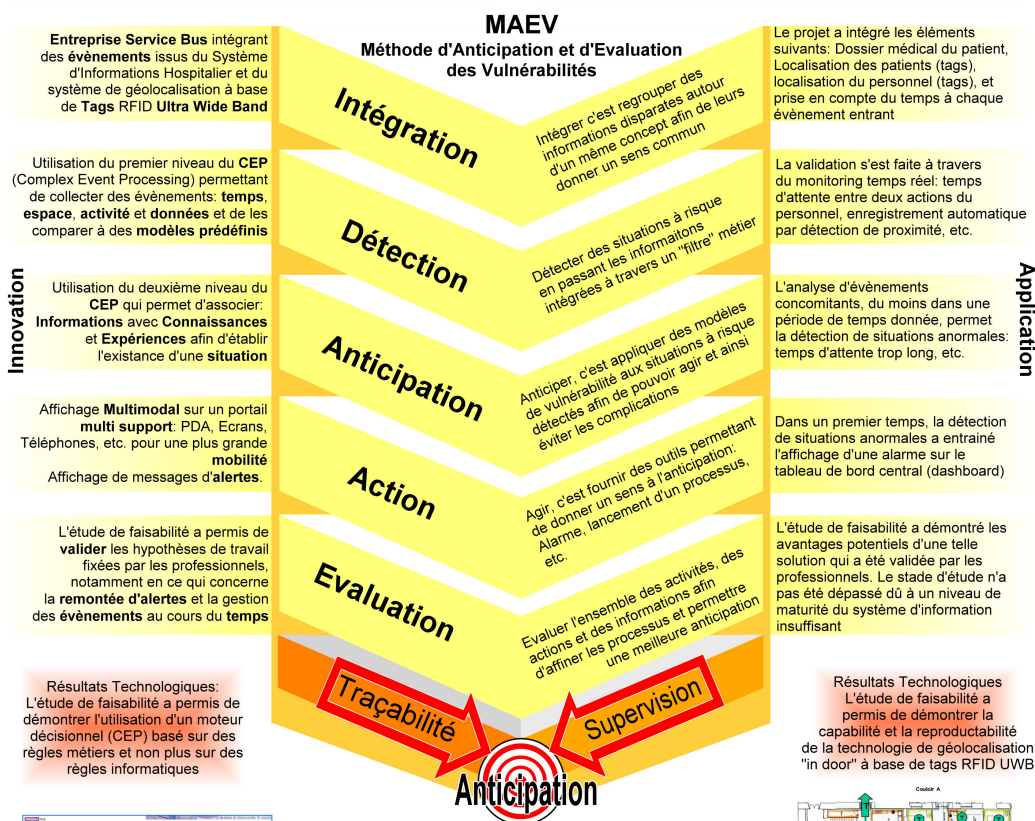 MAEV
Méthode d'Anticipation et d'Evaluation
des Vulnérabilités
Innovation
Application
Entreprise Service Bus intégrant
des évènements issus du Système
d'Informations Hospitalier et du
système de géolocalisation à base
de Tags RFID Ultra Wide Band
Intégration
Intégrer c'est regrouper des
informations disparates autour
d'un même concept afin de leurs
donner un sens commun
Le projet a intégré les éléments
suivants: Dossier médical du patient,
Localisation des patients (tags),
localisation du personnel (tags), et
prise en compte du temps à chaque
évènement entrant
Utilisation du premier niveau du CEP
(Complex Event Processing) permettant
de collecter des évènements: temps,
espace, activité et données et de les
comparer à des modèles prédéfinis
Détection
Détecter des situations à risque
en passant les informaitons
intégrées à travers un "filtre" métier
La validation s'est faite à travers
du monitoring temps réel: temps
d'attente entre deux actions du
personnel, enregistrement automatique
par détection de proximité, etc.
Utilisation du deuxième niveau du
CEP qui permet d'associer:
Informations avec Connaissances
et Expériences afin d'établir
l'existance d'une situation
Anticipation
Anticiper, c'est appliquer des modèles
de vulnérabilité aux situations à risque
détectés afin de pouvoir agir et ainsi
éviter les complications
L'analyse d'évènements
concomitants, du moins dans une
période de temps donnée, permet
la détection de situations anormales:
temps d'attente trop long, etc.
Affichage Multimodal sur un portail
multi support: PDA, Ecrans,
Téléphones, etc. pour une plus grande
mobilité
Affichage de messages d'alertes.
Action
Agir, c'est fournir des outils permettant
de donner un sens à l'anticipation:
Alarme, lancement d'un processus,
etc.
Dans un premier temps, la détection
de situations anormales a entrainé
l'affichage d'une alarme sur le
tableau de bord central (dashboard)
L'étude de faisabilité a permis de
valider les hypothèses de travail
fixées par les professionnels,
notamment en ce qui concerne
la remontée d'alertes et la gestion
des évènements au cours du temps
Evaluation
Evaluer l'ensemble des activités, des
actions et des informations afin
d'affiner les processus et permettre
une meilleure anticipation
L'étude de faisabilité a démontré les
avantages potentiels d'une telle
solution qui a été validée par les
professionnels. Le stade d'étude n'a
pas été dépassé dû à un niveau de
maturité du système d'information
insuffisant
Résultats Technologiques:
L'étude de faisabilité a permis de
démontrer l'utilisation d'un moteur
décisionnel (CEP) basé sur des
règles métiers et non plus sur des
règles informatiques
Traçabilité
Supervision
Anticipation
Résultats Technologiques
L'étude de faisabilité a
permis de démontrer la
capabilité et la reproductabilité
de la technologie de géolocalisation
"in door" à base de tags RFID UWB
Couloir A